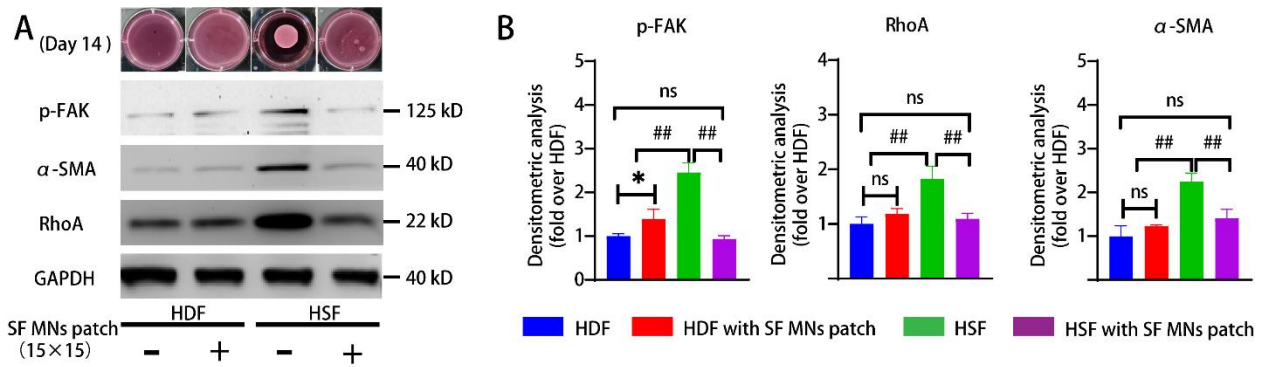 A
(Day 14)
p-FAK
125 kD
α-SMA
40 kD
RhoA
22 kD
GAPDH
40 kD
HDF
HSF
SF MNs patch
(15×15)
- + - +
B
p-FAK
Densitometric analysis
(fold over HDF)
5
4
3
2
1
0
ns
##
##
*
RhoA
Densitometric analysis
(fold over HDF)
4
3
2
1
ns
##
##
ns
α-SMA
Densitometric analysis
(fold over HDF)
5
4
3
2
1
0
ns
##
##
ns
HDF
HDF with SF MNs patch
HSF
HSF with SF MNs patch